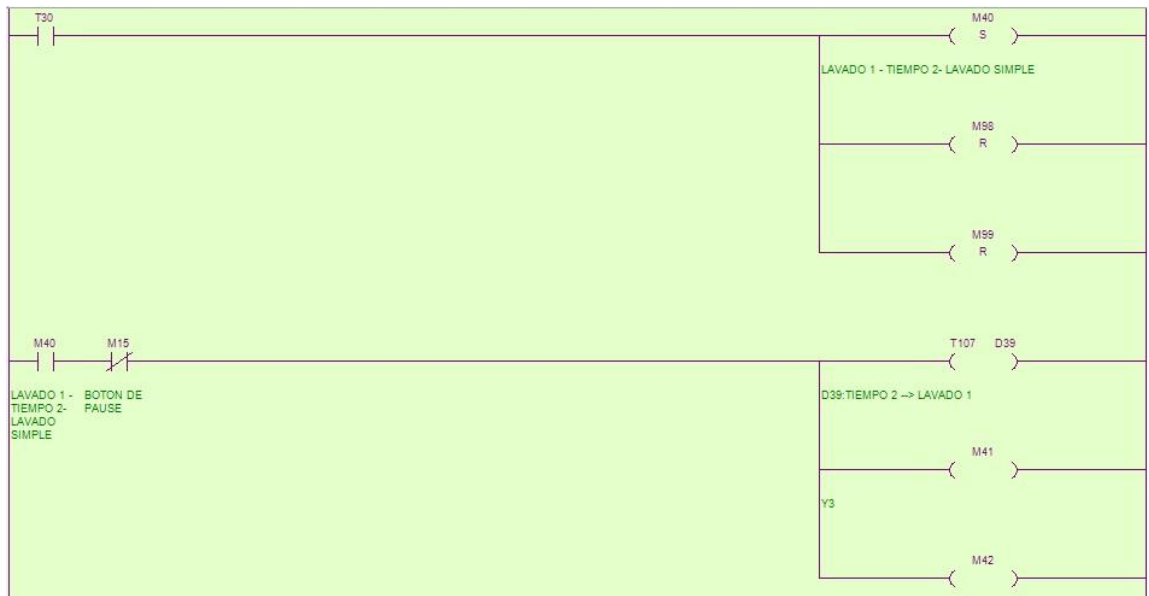 T30
M40
S
LAVADO 1 - TIEMPO 2- LAVADO SIMPLE
M98
R
M99
R
M40 M15
T107 D39
LAVADO 1 -
TIEMPO 2-
LAVADO
SIMPLE
BOTON DE
PAUSE
D39:TIEMPO 2 --> LAVADO 1
M41
Y3
M42